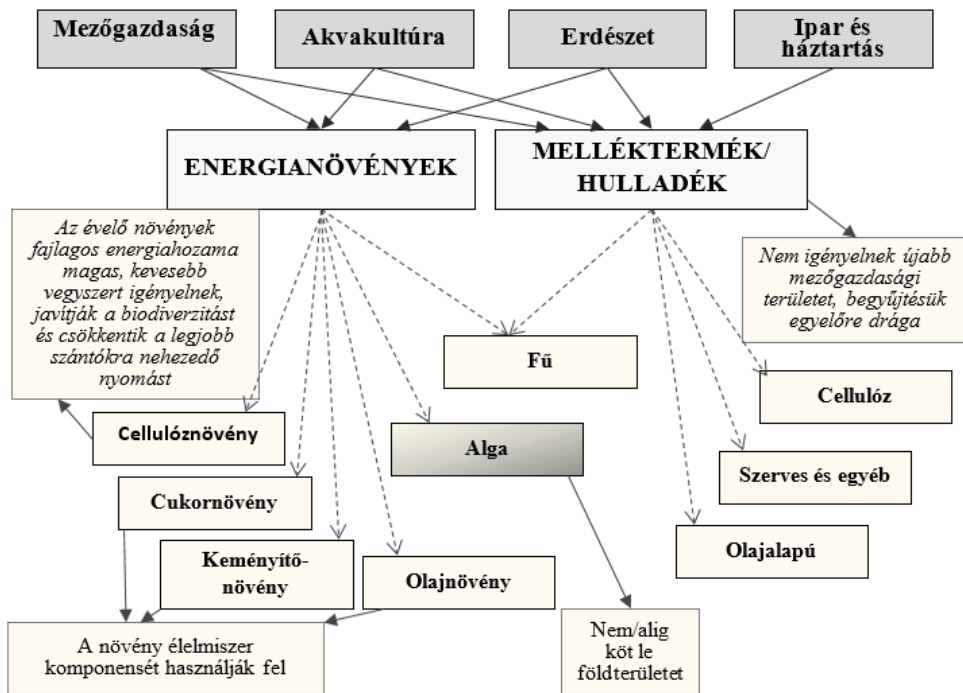 Mezőgazdaság
Akvakultúra
Erdészet
Ipar és
háztartás
ENERGIANÖVÉNYEK
MELLÉKTERMÉK/
HULLADÉK
Az évelő növények
fajlagos energiahozama
magas, kevesebb
vegyszert igényelnek,
javítják a biodiverzitást
és csökkentik a legjobb
szántókra nehezedő
nyomást
Nem igényelnek újabb
mezőgazdasági
területet, begyűjtésük
egyelőre drága
Fű
Cellulóz
Cellulóznövény
Alga
Szerves és egyéb
Cukornövény
Olajalapú
Keményítő-
növény
Olajnövény
A növény élelmiszer
komponensét használják fel
Nem/alig
köt le
földterületet